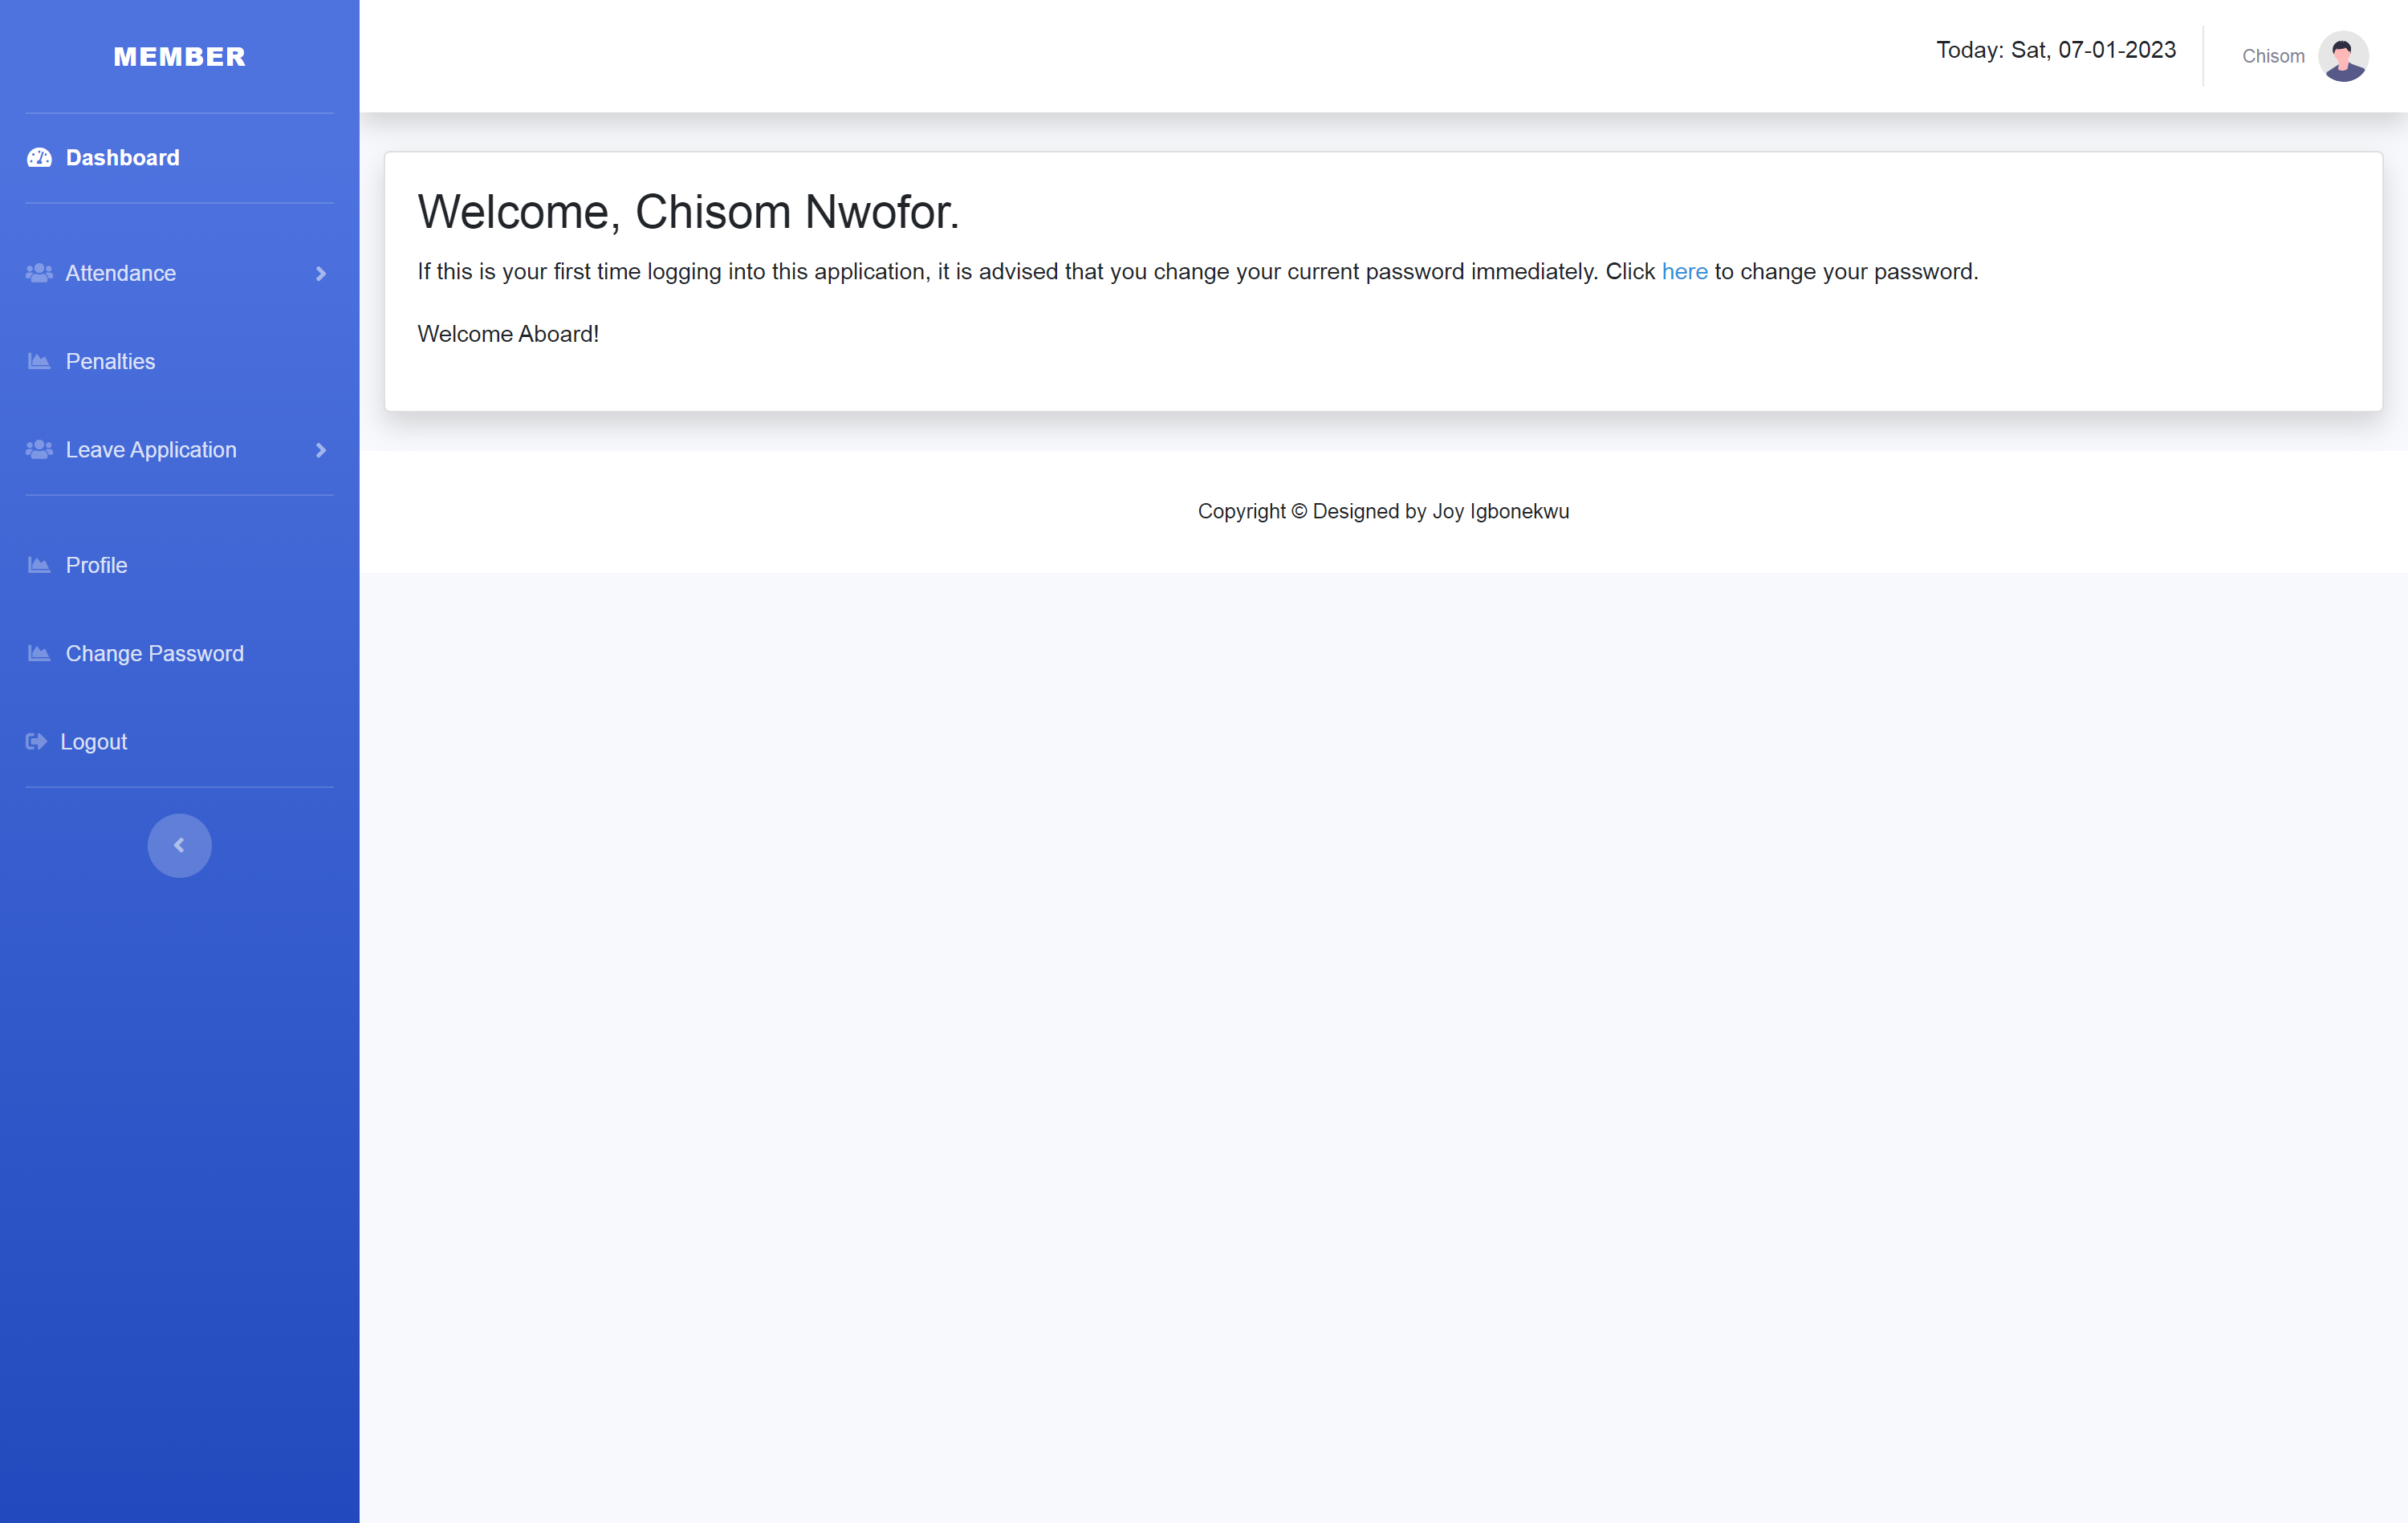 MEMBER
Dashboard
Attendance
Penalties
Leave Application
Profile
Change Password
Logout
Today: Sat, 07-01-2023
Chisom
Welcome, Chisom Nwofor.
If this is your first time logging into this application, it is advised that you change your current password immediately. Click here to change your password.
Welcome Aboard!
Copyright © Designed by Joy Igbonekwu